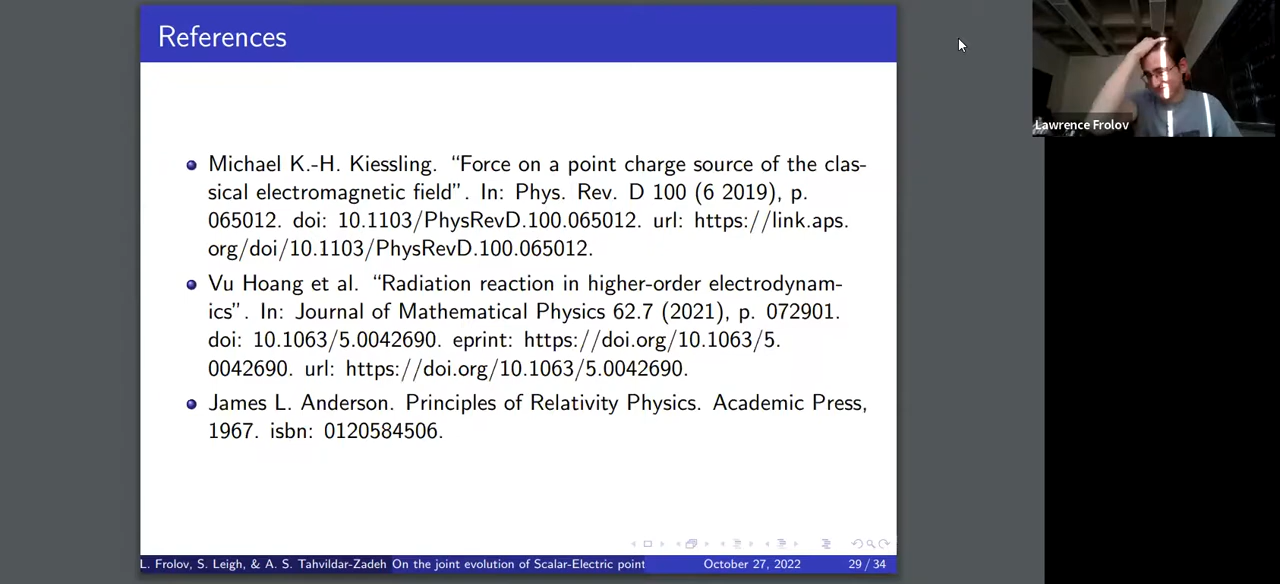 References
Michael K.-H. Kiessling. “Force on a point charge source of the clas-
sical electromagnetic field”. In: Phys. Rev. D 100 (6 2019), p.
065012. doi: 10.1103/PhysRevD.100.065012. url: https://link.aps.
org/doi/10.1103/PhysRevD.100.065012.
Vu Hoang et al. “Radiation reaction in higher-order electrodynam-
ics”. In: Journal of Mathematical Physics 62.7 (2021), p. 072901.
doi: 10.1063/5.0042690. eprint: https://doi.org/10.1063/5.
0042690. url: https://doi.org/10.1063/5.0042690.
James L. Anderson. Principles of Relativity Physics. Academic Press,
1967. isbn: 0120584506.
L. Frolov, S. Leigh, & A. S. Tahvildar-Zadeh On the joint evolution of Scalar-Electric point October 27, 2022 29 / 34
Lawrence Frolov